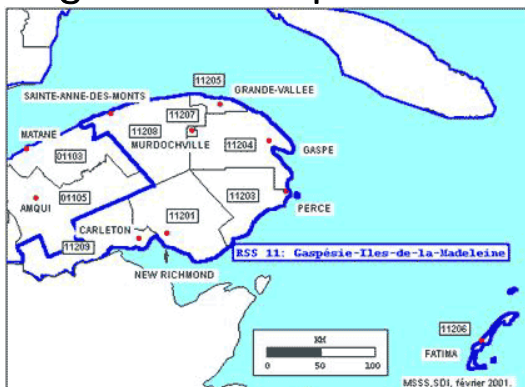 11205
SAINTE-ANNE-DES-MONTS
GRANDE-VALLEE
11207
MATANE
11208
MURDOCHVILLE
11204
GASPE
01103
01105
11203
AMQUI
PERCE
11201
CARLETON
11209
RSS 11: Gaspésie-Iles-de-la-Madeleine
NEW RICHMOND
11206
KM
0 50 100
FATIMA
MSSS,SDI, février 2001.